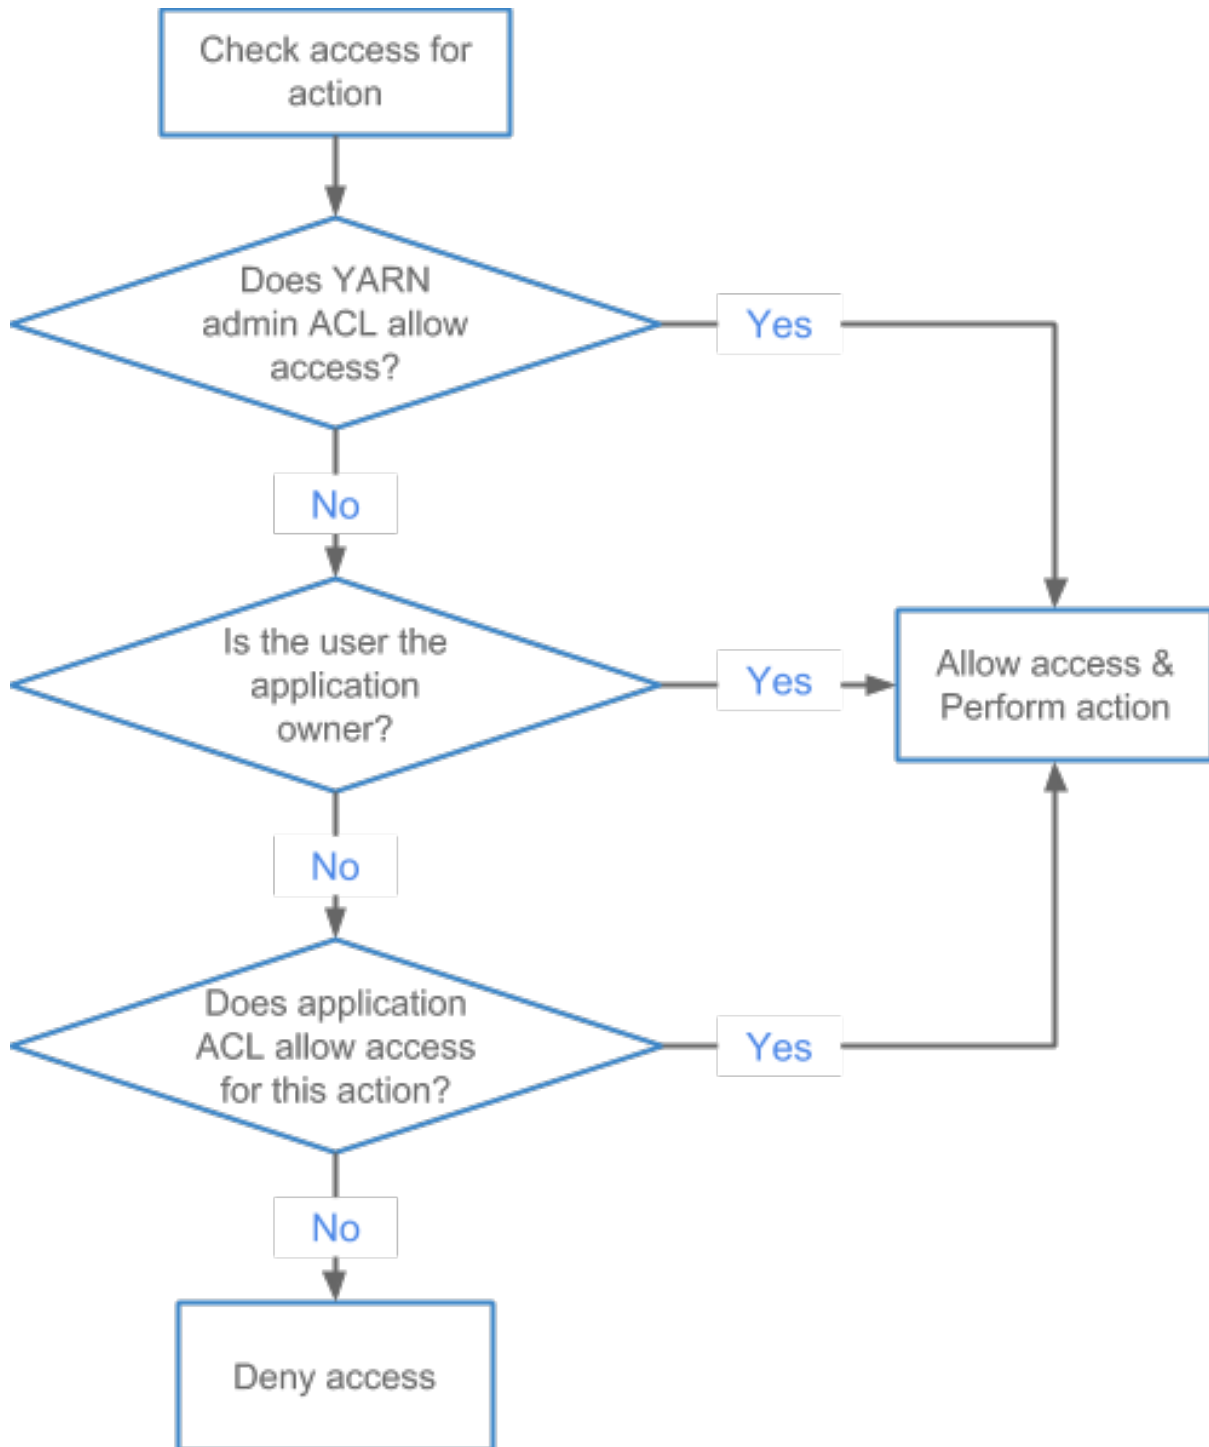 Check access for
action
Does YARN
admin ACL allow
access?
Yes
No
Is the user the
application
owner?
Yes
Allow access &
Perform action
No
Does application
ACL allow access
for this action?
Yes
No
Deny access